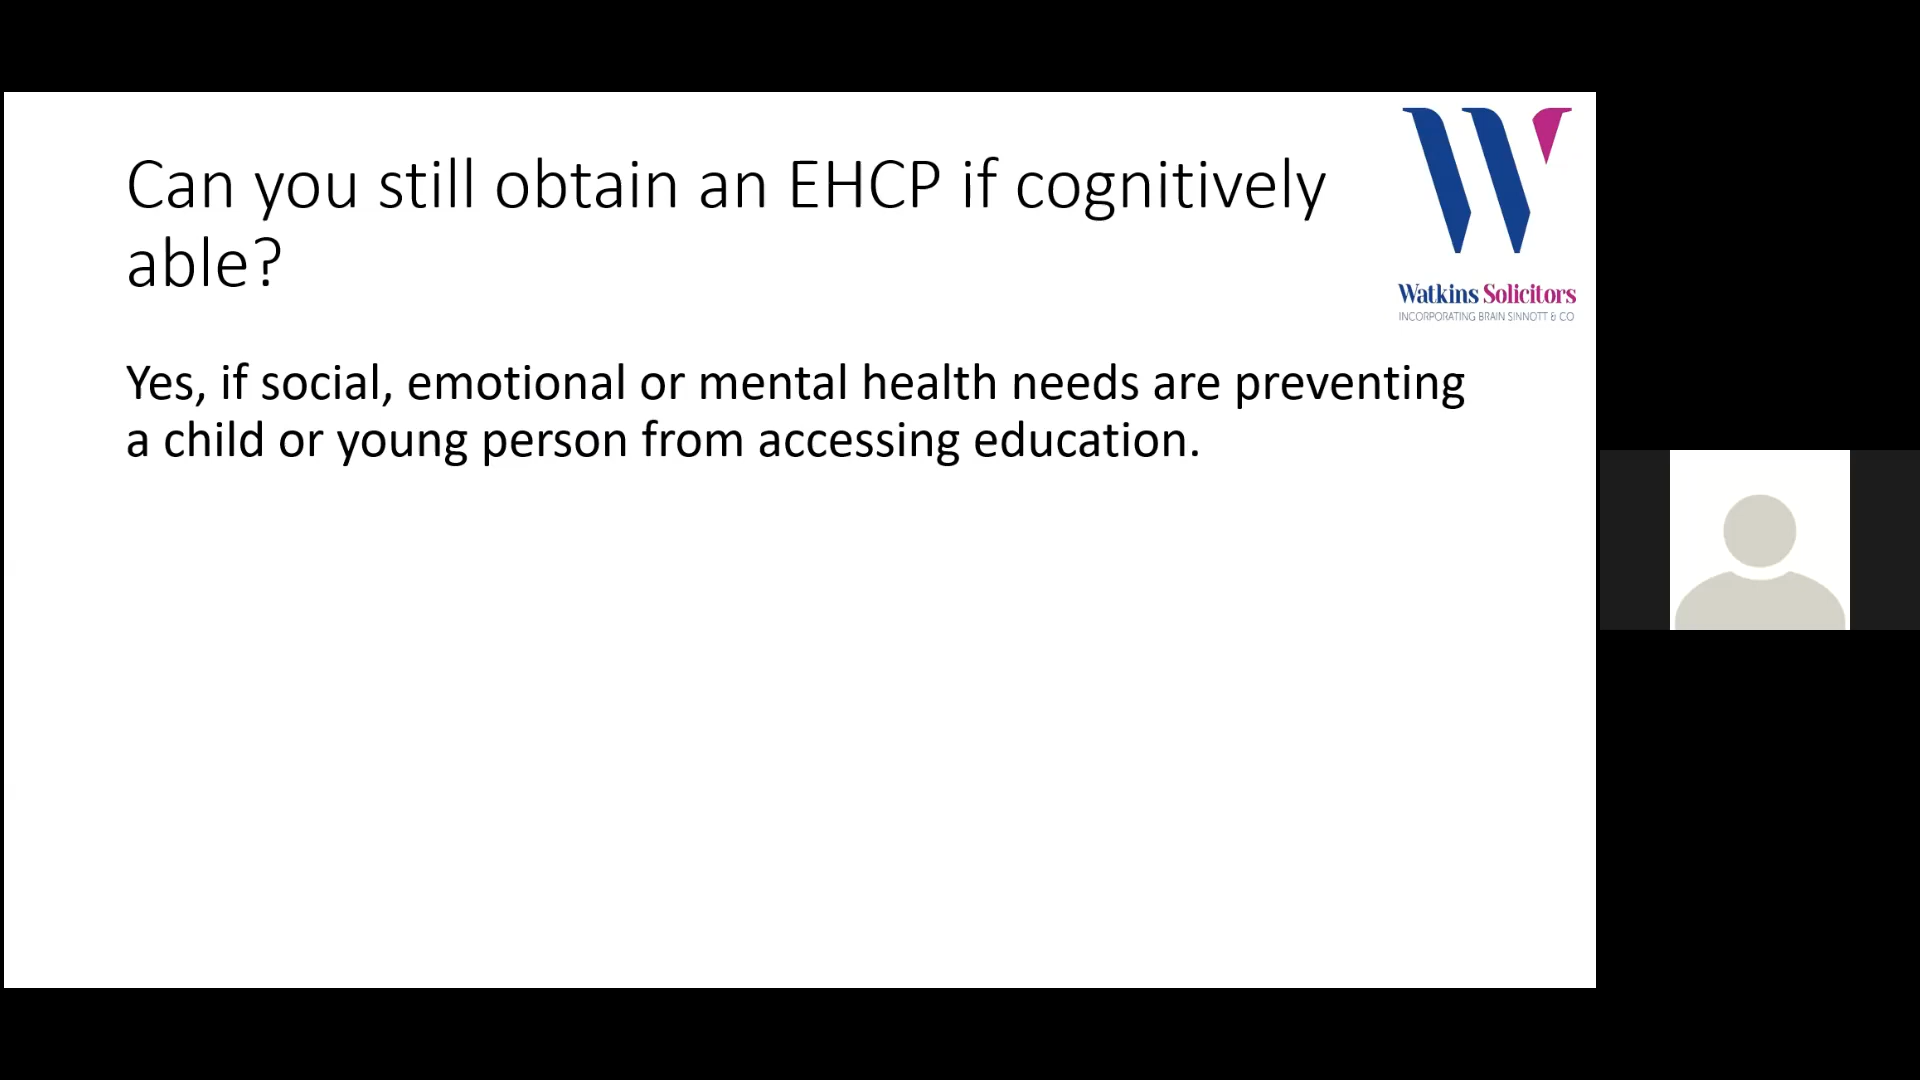 Can you still obtain an EHCP if cognitively
able?
Watkins Solicitors
INCORPORATING BRAIN SINNOTT & CO
Yes, if social, emotional or mental health needs are preventing
a child or young person from accessing education.